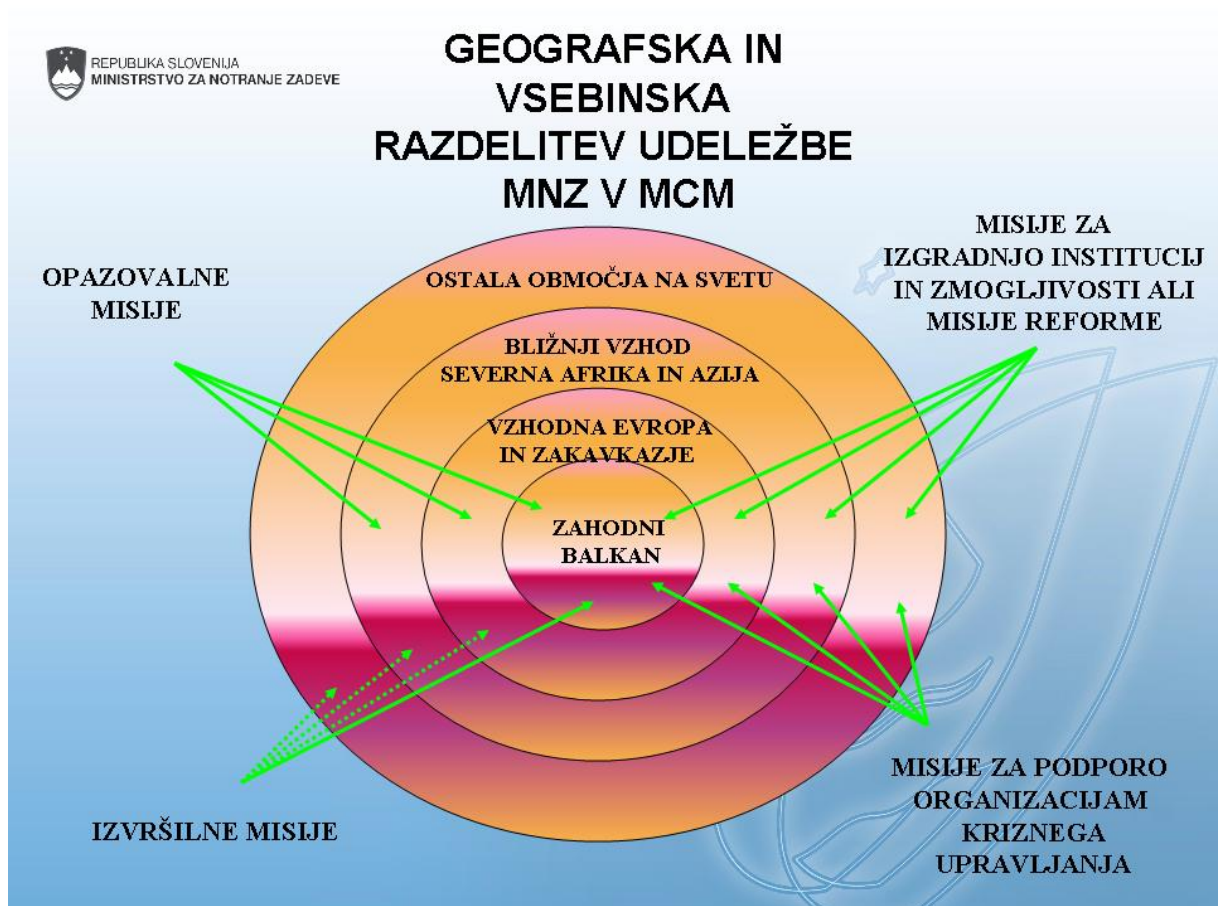 REPUBLIKA SLOVENIJA
MINISTRSTVO ZA NOTRANJE ZADEVE
GEOGRAFSKA IN
VSEBINSKA
RAZDELITEV UDELEŽBE
MNZ V MCM
OPAZOVALNE
MISIJE
MISIJE ZA
IZGRADNJO INSTITUCIJ
IN ZMOGLJIVOSTI ALI
MISIJE REFORME
OSTALA OBMOČJA NA SVETU
BLIŽNJI VZHOD
SEVERNA AFRIKA IN AZIJA
VZHODNA EVROPA
IN ZAKAVKAZJE
ZAHODNI
BALKAN
IZVRŠILNE MISIJE
MISIJE ZA PODPORO
ORGANIZACIJAM
KRIZNEGA
UPRAVLJANJA